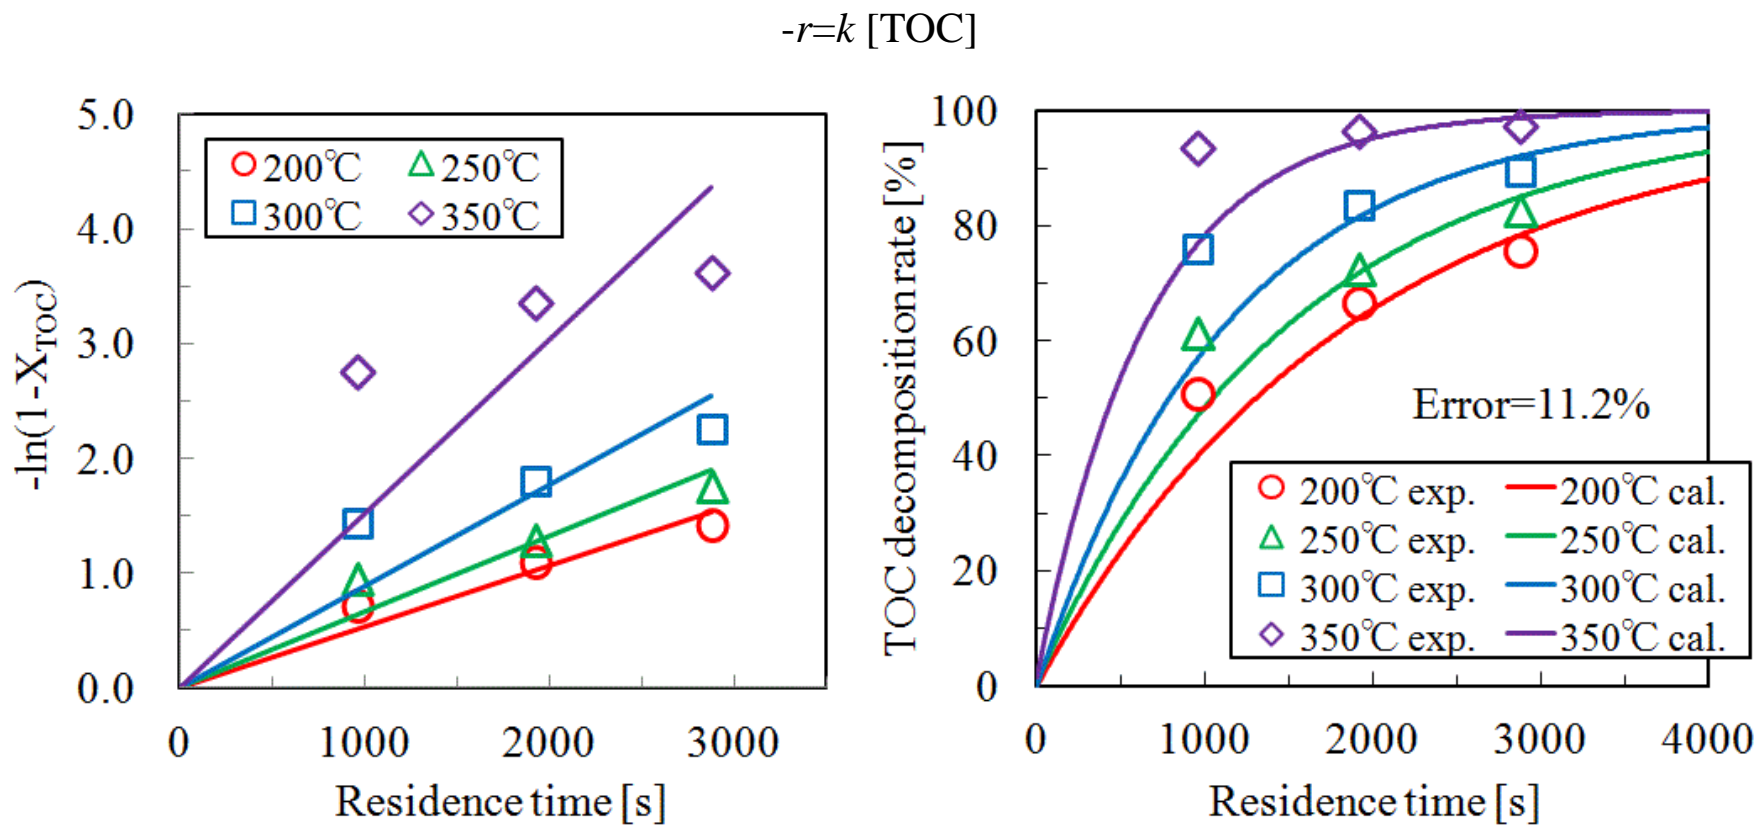 -r=k [TOC]
5.0
4.0
3.0
2.0
1.0
0.0
-ln(1-XTOC)
200℃ 250℃
300℃ 350℃
0 1000 2000 3000
Residence time [s]
100
80
60
40
20
0
TOC decomposition rate [%]
Error=11.2%
200℃ exp. 200℃ cal.
250℃ exp. 250℃ cal.
300℃ exp. 300℃ cal.
350℃ exp. 350℃ cal.
0 1000 2000 3000 4000
Residence time [s]